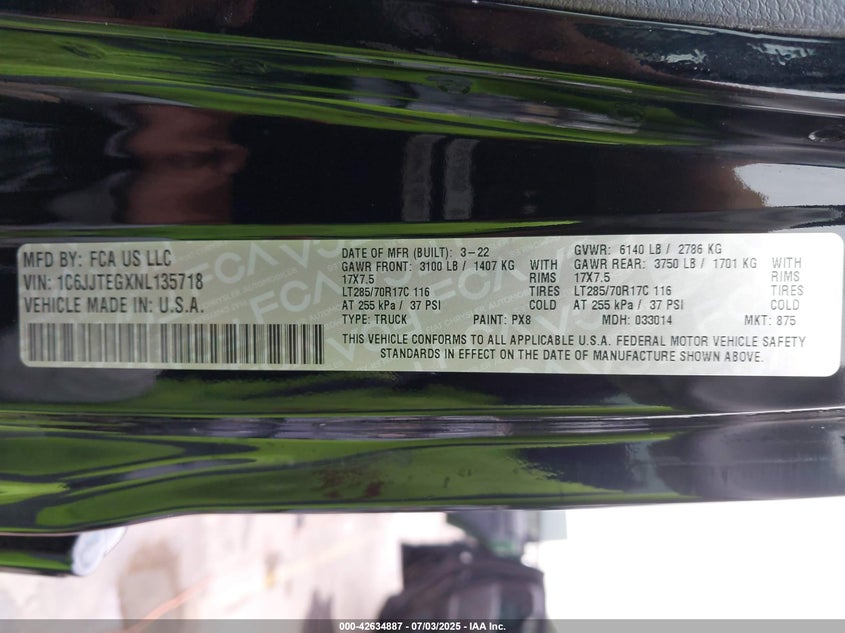 MFD BY: FCA US LLC
VIN: 1C6JJTEGXNL135718
VEHICLE MADE IN: U.S.A.
DATE OF MFR (BUILT): 3-22
GVWR: 6140 LB / 2786 KG
GAWR FRONT: 3100 LB / 1407 KG WITH
GAWR REAR: 3750 LB / 1701 KG WITH
17X7.5 RIMS
17X7.5 RIMS
LT285/70R17C 116 TIRES
LT285/70R17C 116 TIRES
AT 255 kPa / 37 PSI COLD
AT 255 kPa / 37 PSI COLD
TYPE: TRUCK PAINT: PX8 MDH: 033014 MKT: 875
THIS VEHICLE CONFORMS TO ALL APPLICABLE U.S.A. FEDERAL MOTOR VEHICLE SAFETY
STANDARDS IN EFFECT ON THE DATE OF MANUFACTURE SHOWN ABOVE.
000-42634887 - 07/03/2025 - IAA Inc.